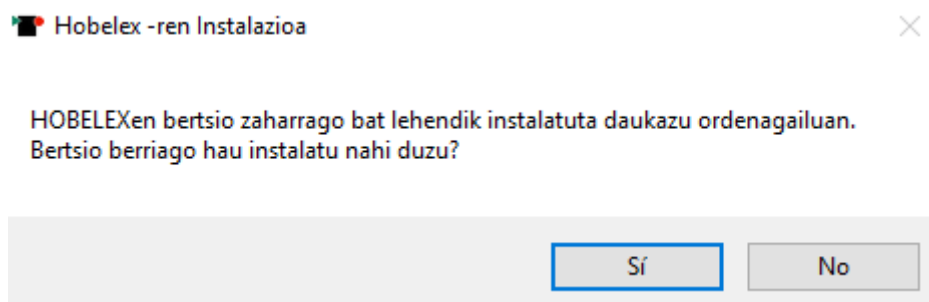 Hobelex -ren Instalazioa
HOBELEXen bertsio zaharrago bat lehendik instalatuta daukazu ordenagailuan.
Bertsio berriago hau instalatu nahi duzu?
Sí
No